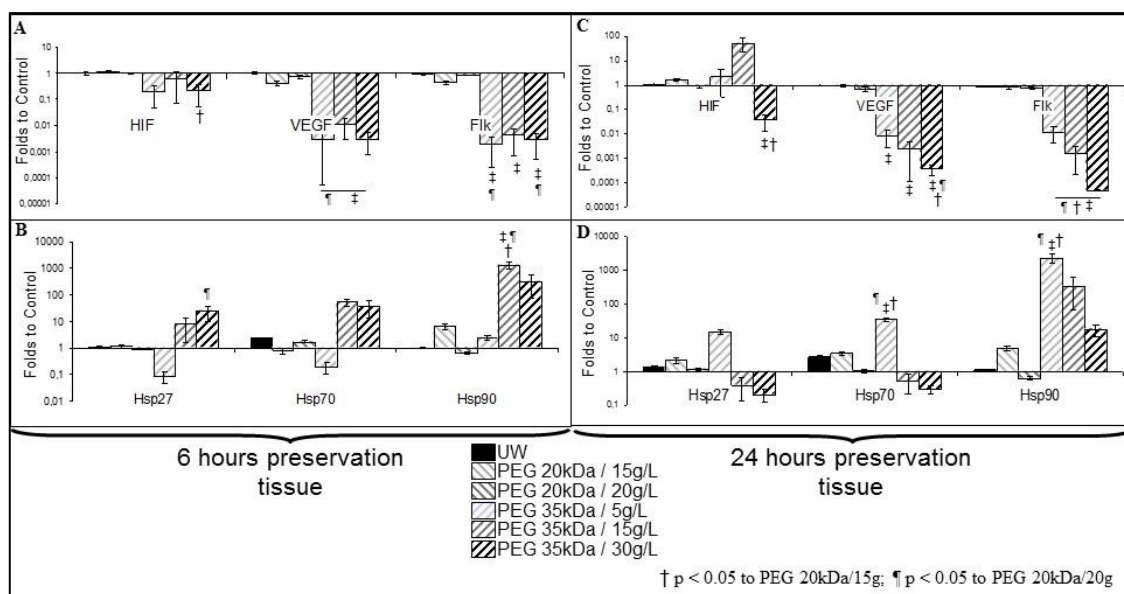 A
10
1
0,1
0,01
0,001
0,0001
0,00001
Folds to Control
HIF
VEGF
Flk
†
¶ ‡
‡
¶
‡
‡
¶
C
100
10
1
0,1
0,01
0,001
0,0001
0,00001
Folds to Control
HIF
VEGF
Flk
‡†
‡
‡
‡¶
†
¶ † ‡
B
10000
1000
100
10
1
0,1
0,01
Folds to Control
Hsp27
Hsp70
Hsp90
¶
‡ ¶
†
D
10000
1000
100
10
1
0,1
Folds to Control
Hsp27
Hsp70
Hsp90
¶
‡†
¶
‡†
6 hours preservation
tissue
24 hours preservation
tissue
UW
PEG 20kDa / 15g/L
PEG 20kDa / 20g/L
PEG 35kDa / 5g/L
PEG 35kDa / 15g/L
PEG 35kDa / 30g/L
† p < 0.05 to PEG 20kDa/15g; ¶ p < 0.05 to PEG 20kDa/20g